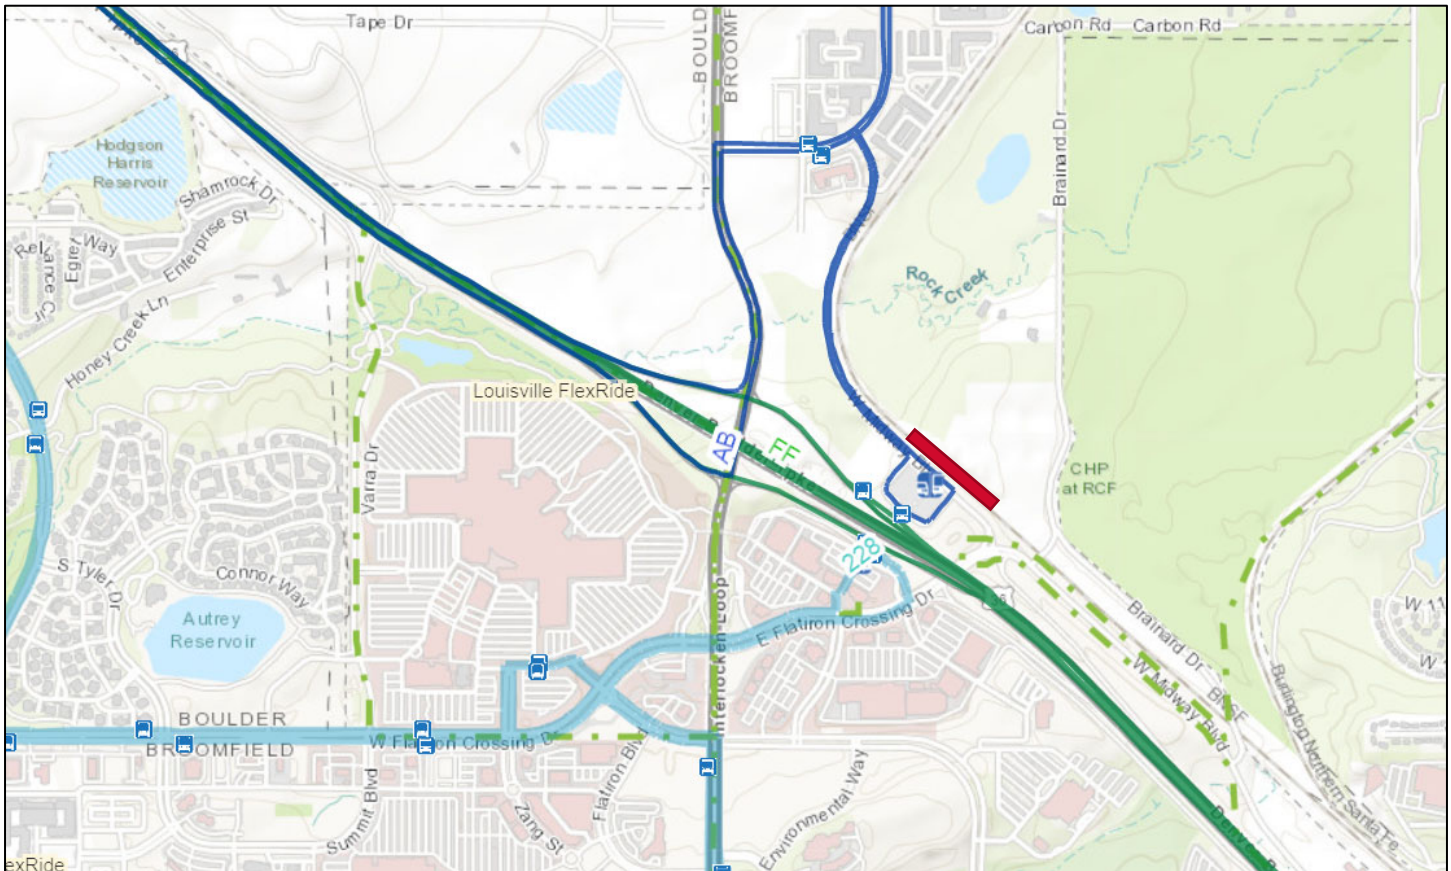 Tape Dr
BOULD
BROOMF
Carbon Rd
Carbon Rd
Hodgson
Harris
Reservoir
Shamrock Dr
Enterprise St
Way
Brainard Dr
Honey Creek Ln
Rock Creek
Louisville FlexRide
AB
FF
CHP
at RCF
Varra Dr
228
36
S Tyler Dr
Connor Way
Autrey
Reservoir
Interlocken Loop
E Flatiron Crossing Dr
Brainard Dr
BNSF
W Midway Blvd
W 11
W
BOULDER
BROOMFIELD
W Flatiron Crossing Dr
Flatiron Blvd
Summit Blvd
Zang St
Environmental Way
Burlington Northern Santa Fe
exRide